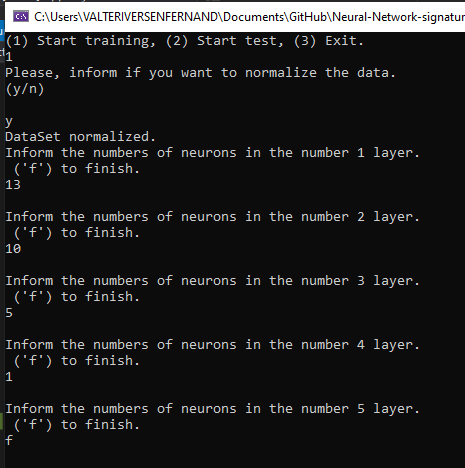 C:\Users\VALTERIVERSENFERNAND\Documents\GitHub\Neural-Network-signatur
(1) Start training, (2) Start test, (3) Exit.
1
Please, inform if you want to normalize the data.
(y/n)
y
DataSet normalized.
Inform the numbers of neurons in the number 1 layer.
('f') to finish.
13
Inform the numbers of neurons in the number 2 layer.
('f') to finish.
10
Inform the numbers of neurons in the number 3 layer.
('f') to finish.
5
Inform the numbers of neurons in the number 4 layer.
('f') to finish.
1
Inform the numbers of neurons in the number 5 layer.
('f') to finish.
f